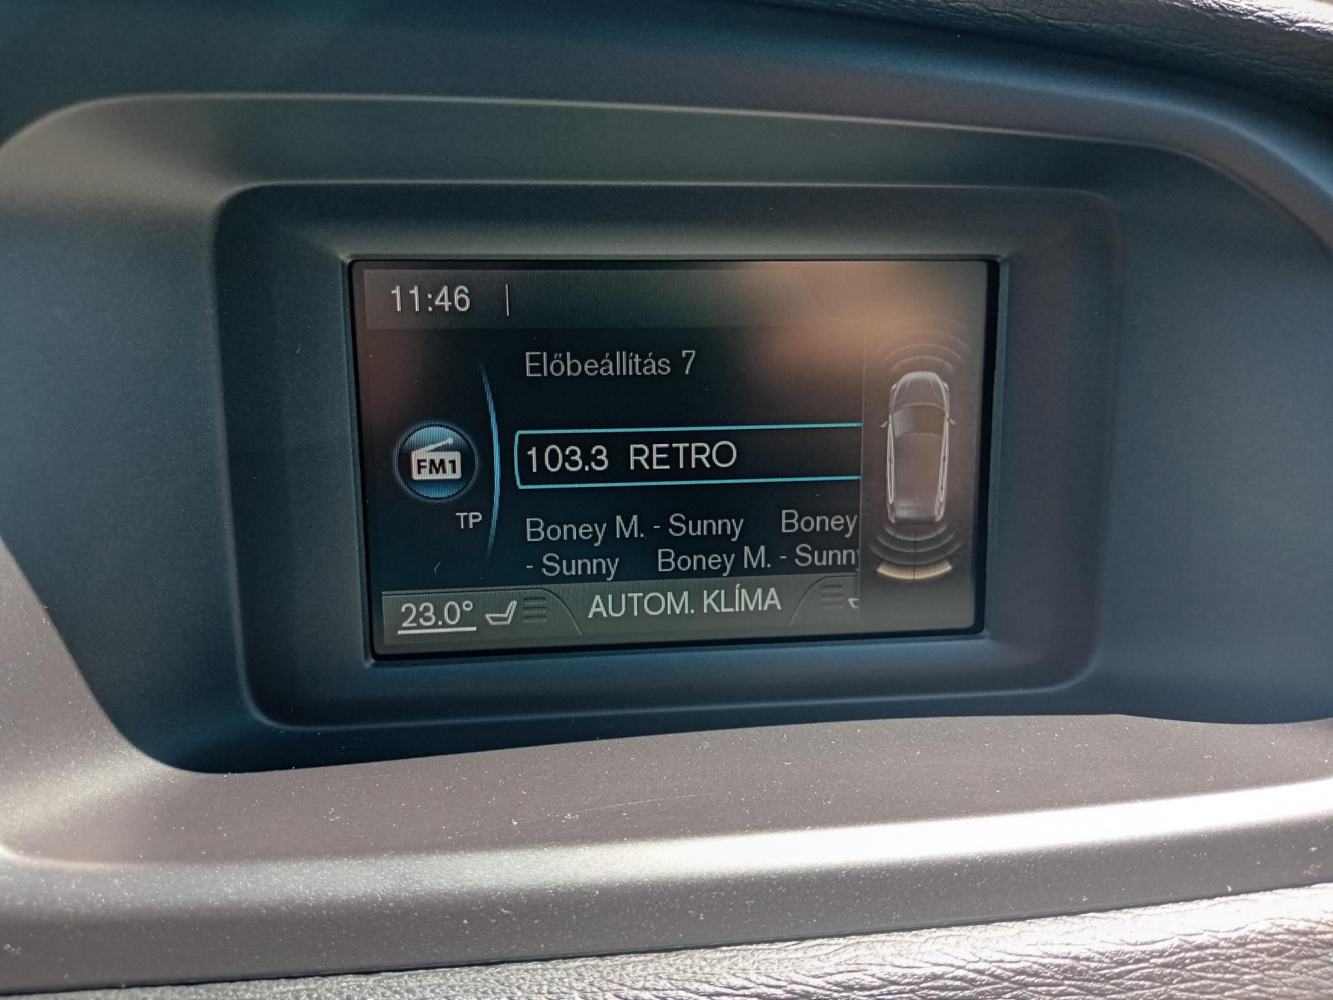 11:46
Előbeállítás 7
FM1
103.3 RETRO
TP
Boney M. - Sunny Boney
- Sunny Boney M. - Sunny
23.0° AUTOM. KLÍMA